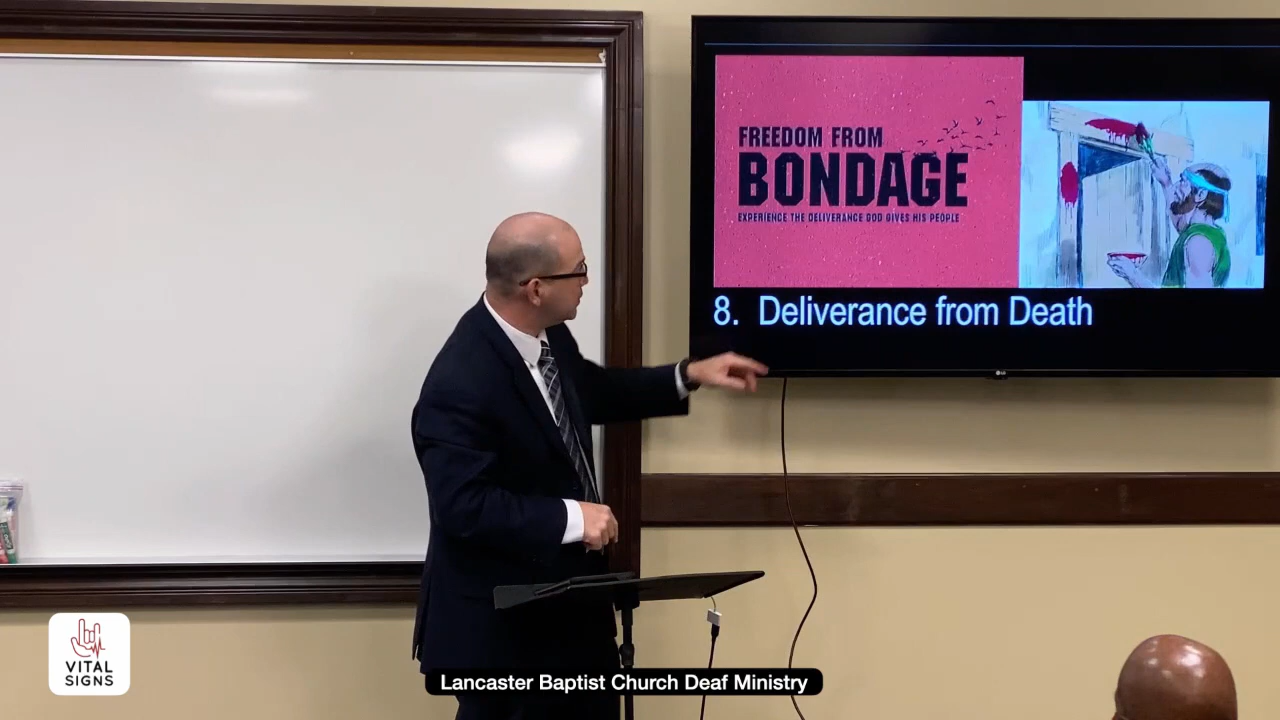 FREEDOM FROM
BONDAGE
EXPERIENCE THE DELIVERANCE GOD GIVES HIS PEOPLE
8. Deliverance from Death
LG
VITAL
SIGNS
Lancaster Baptist Church Deaf Ministry